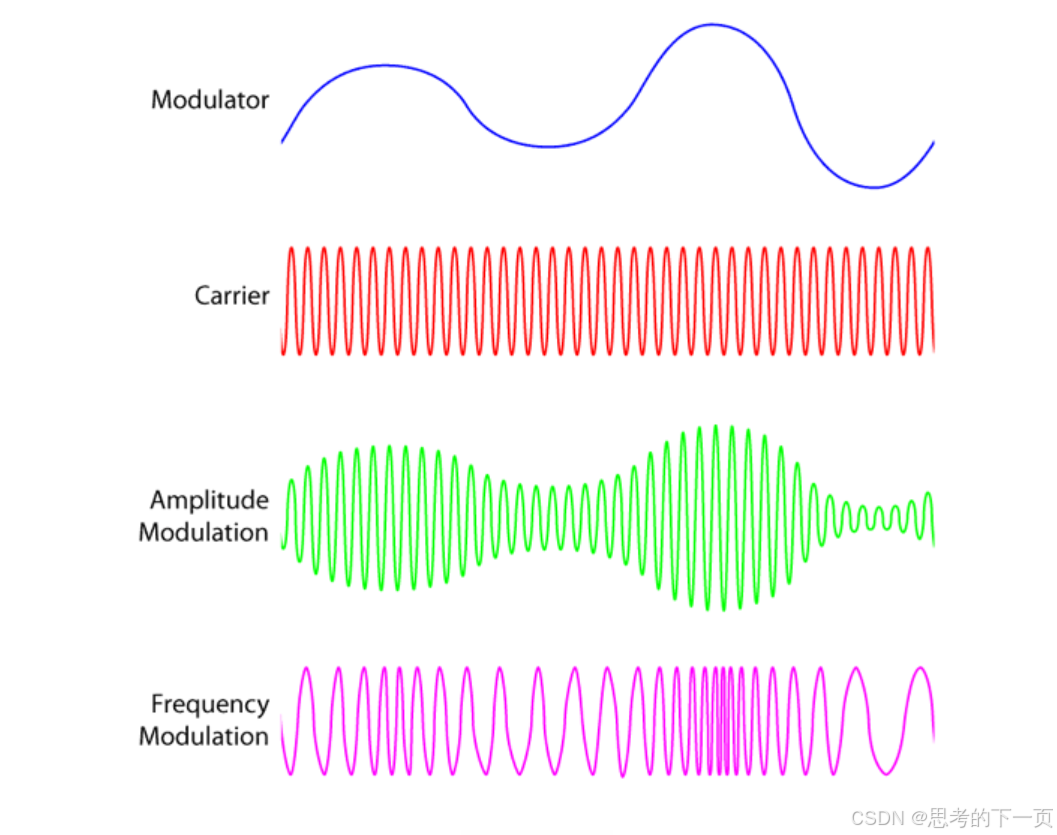 Modulator
Carrier
Amplitude
Modulation
Frequency
Modulation
CSDN @思考的下一页